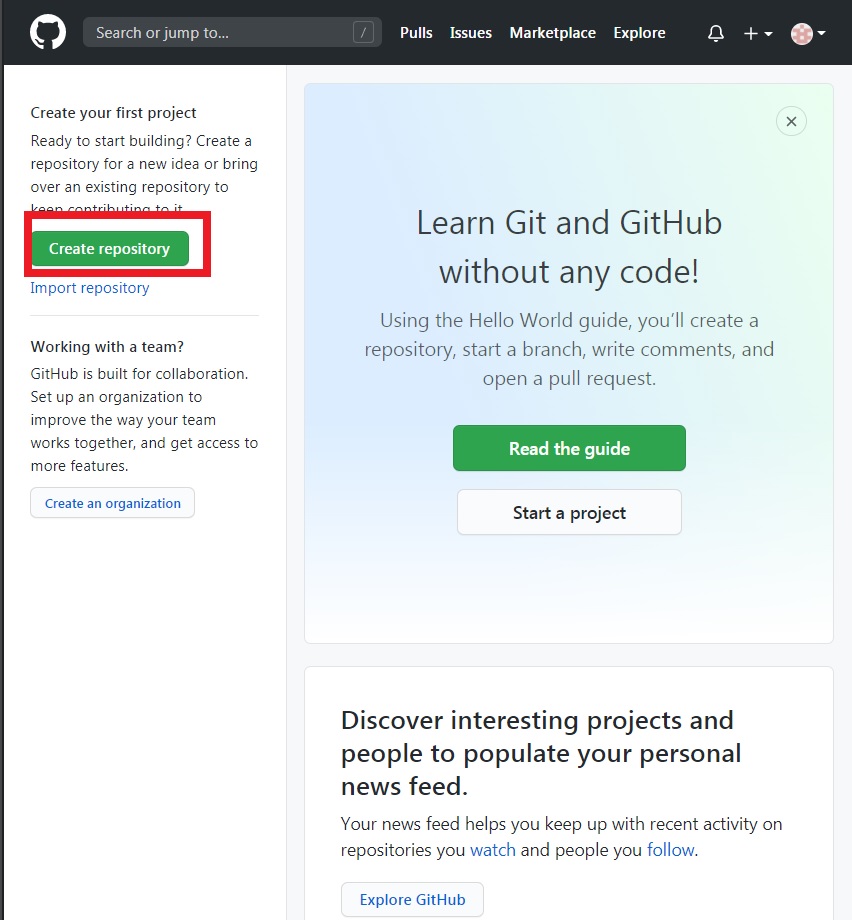 Search or jump to...
/
Pulls
Issues
Marketplace
Explore
Create your first project
Ready to start building? Create a
repository for a new idea or bring
over an existing repository to
keep contributing to it.
Create repository
Import repository
Working with a team?
GitHub is built for collaboration.
Set up an organization to
improve the way your team
works together, and get access to
more features.
Create an organization
Learn Git and GitHub
without any code!
Using the Hello World guide, you’ll create a
repository, start a branch, write comments, and
open a pull request.
Read the guide
Start a project
Discover interesting projects and
people to populate your personal
news feed.
Your news feed helps you keep up with recent activity on
repositories you watch and people you follow.
Explore GitHub